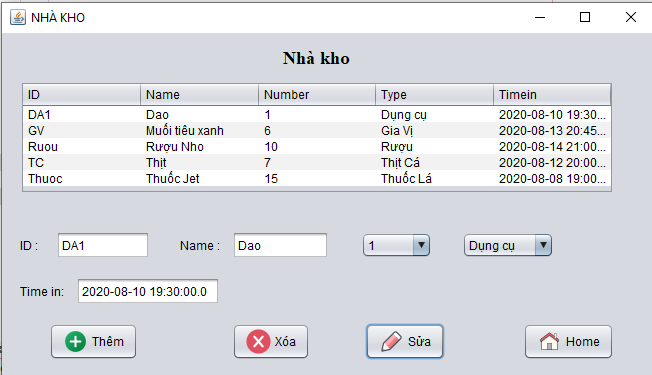 NHÀ KHO
Nhà kho
ID Name Number Type Timein
DA1 Dao 1 Dụng cụ 2020-08-10 19:30...
GV Muối tiêu xanh 6 Gia Vị 2020-08-13 20:45...
Ruou Rượu Nho 10 Rượu 2020-08-14 21:00...
TC Thịt 7 Thịt Cá 2020-08-12 20:00...
Thuoc Thuốc Jet 15 Thuốc Lá 2020-08-08 19:00...
ID : DA1 Name : Dao 1 Dụng cụ
Time in: 2020-08-10 19:30:00.0
Thêm Xóa Sửa Home